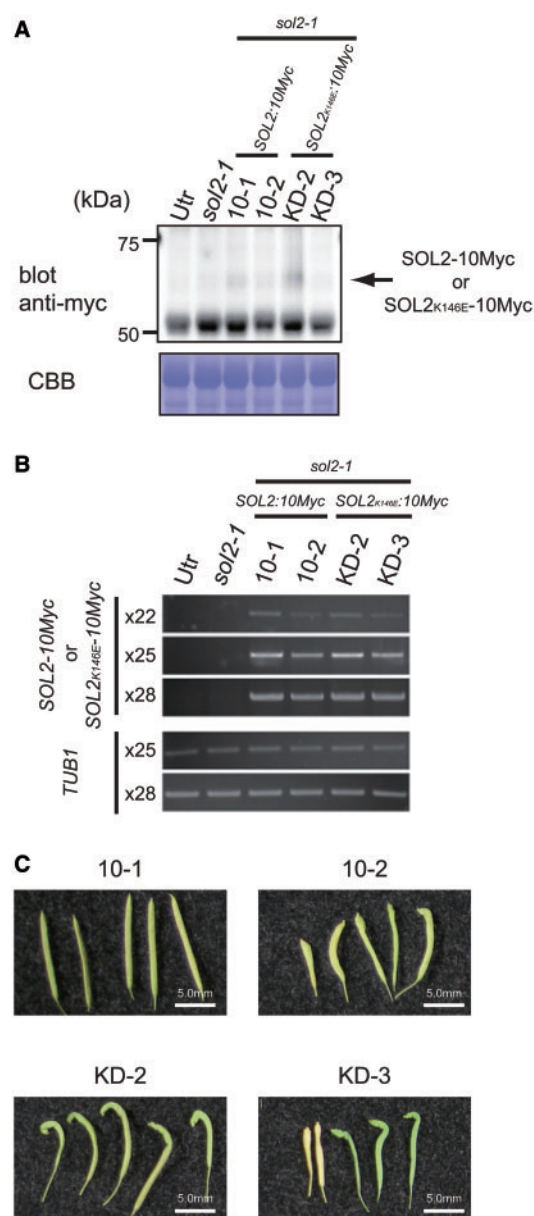 A
sol2-1
SOL2:10Myc
SOL2K146E:10Myc
(kDa)
Utr
sol2-1
10-1
10-2
KD-2
KD-3
75
blot
anti-myc
50
SOL2-10Myc
or
SOL2K146E-10Myc
CBB
B
sol2-1
SOL2:10Myc
SOL2K146E:10Myc
Utr
sol2-1
10-1
10-2
KD-2
KD-3
SOL2-10Myc
or
SOL2K146E-10Myc
x22
x25
x28
TUB1
x25
x28
C
10-1
10-2
5.0mm
5.0mm
KD-2
KD-3
5.0mm
5.0mm